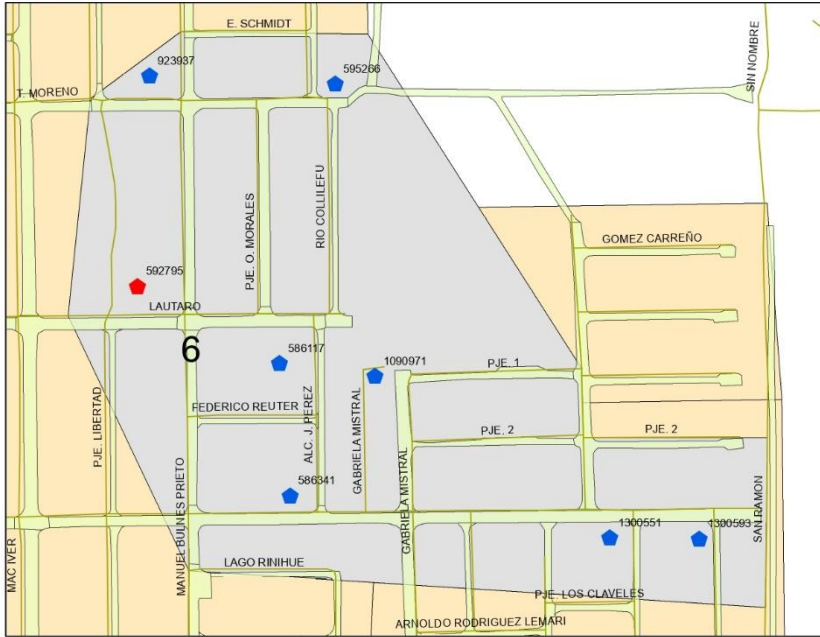 E. SCHMIDT
923937
595266
T. MORENO
SIN NOMBRE
PJE. O. MORALES
RIO COLLILEFU
GOMEZ CARREÑO
592795
LAUTARO
6
586117
1090971
PJE. 1
PJE. LIBERTAD
FEDERICO REUTER
ALC. J. PEREZ
GABRIELA MISTRAL
PJE. 2
PJE. 2
586341
MANUEL BULNES PRIETO
GABRIELA MISTRAL
1300551
1300593
SAN RAMON
MAC IVER
LAGO RINIHUE
PJE. LOS CLAVELES
ARNOLDO RODRIGUEZ LEMARI